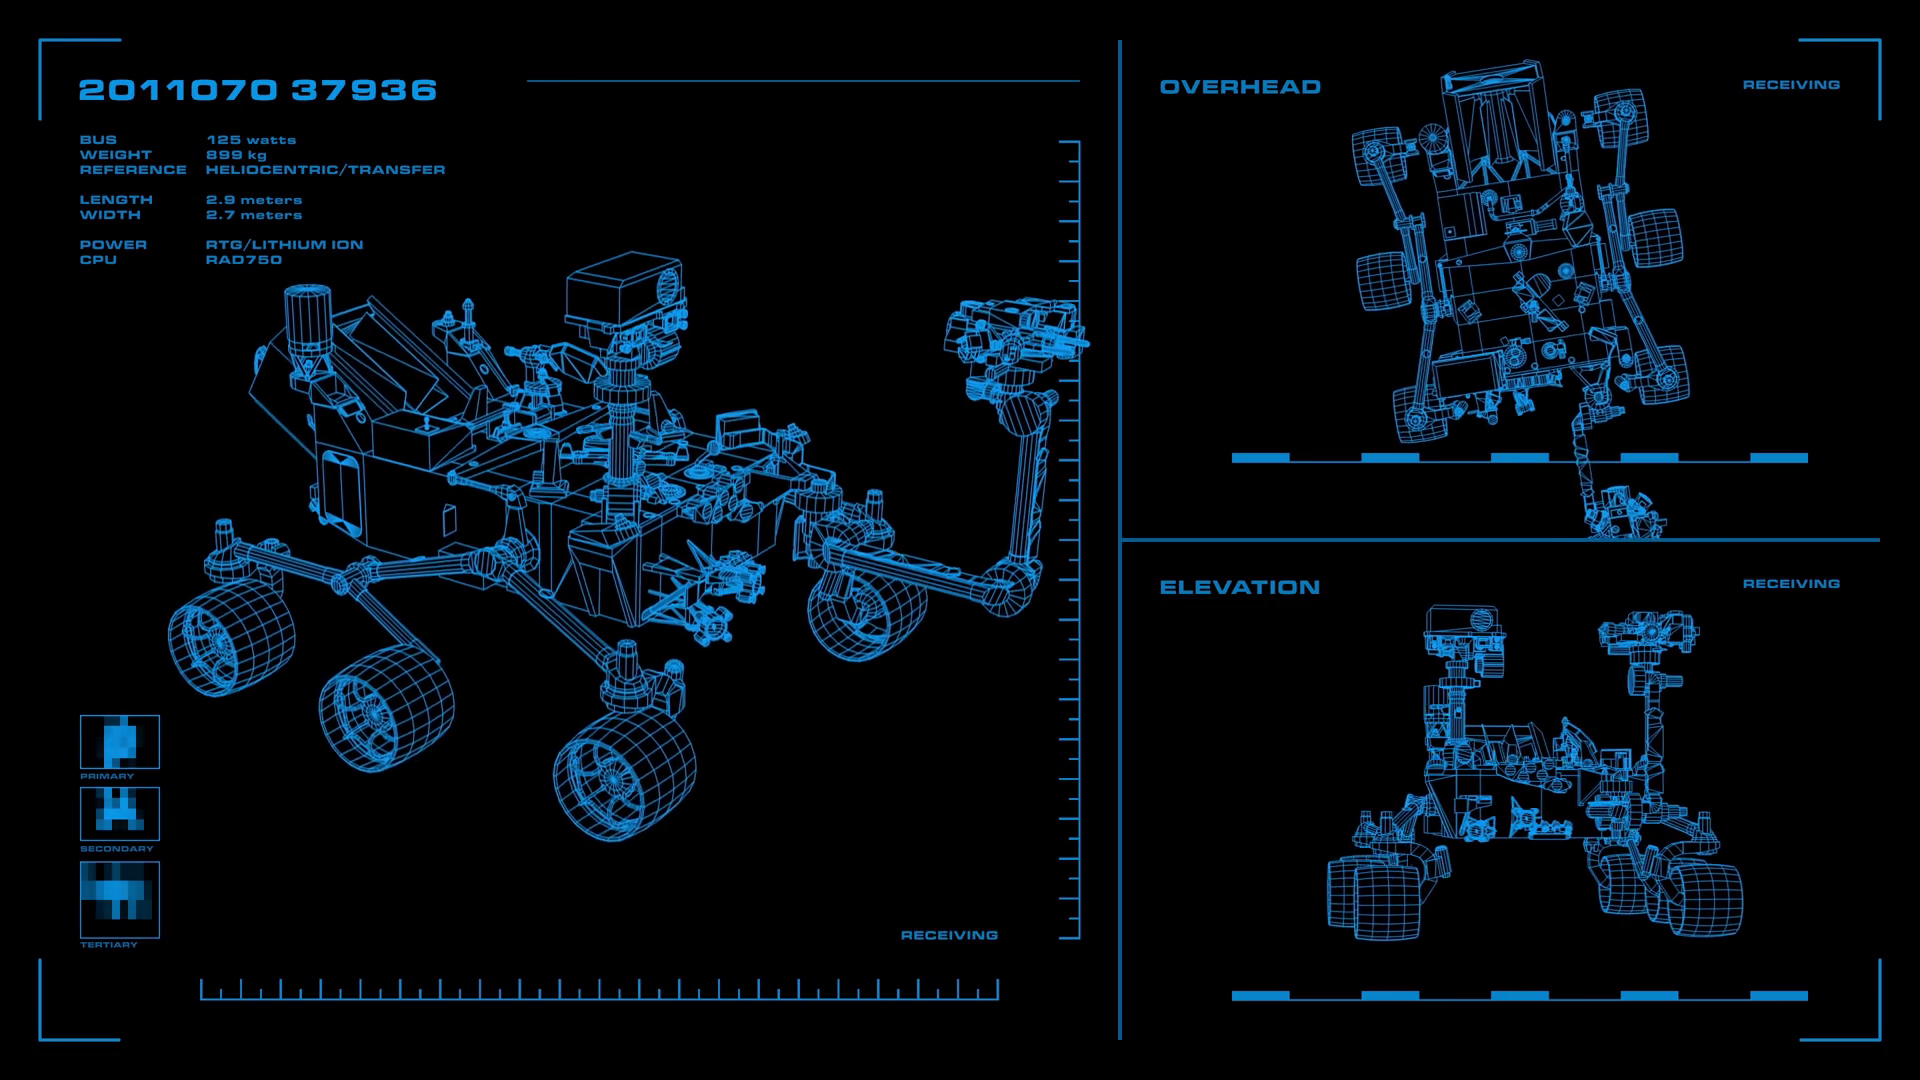 2011070 37936
BUS 125 watts
WEIGHT 899 kg
REFERENCE HELIOCENTRIC/TRANSFER
LENGTH 2.9 meters
WIDTH 2.7 meters
POWER RTG/LITHIUM ION
CPU RAD750
PRIMARY
SECONDARY
TERTIARY
RECEIVING
OVERHEAD
RECEIVING
ELEVATION
RECEIVING